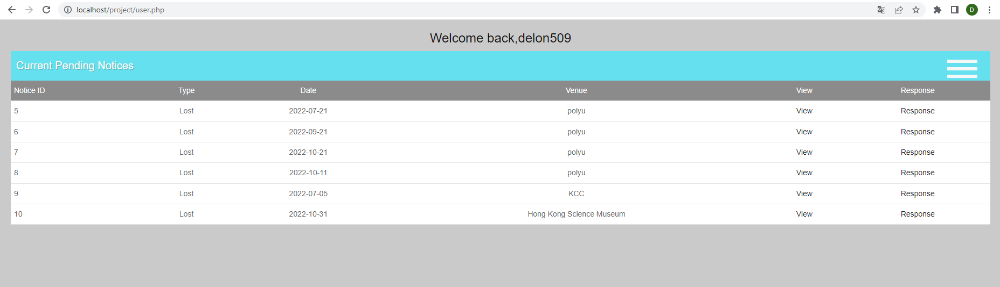 localhost/project/user.php
D
Welcome back,delon509
Current Pending Notices
Notice ID Type Date Venue View Response
5 Lost 2022-07-21 polyu View Response
6 Lost 2022-09-21 polyu View Response
7 Lost 2022-10-21 polyu View Response
8 Lost 2022-10-11 polyu View Response
9 Lost 2022-07-05 KCC View Response
10 Lost 2022-10-31 Hong Kong Science Museum View Response